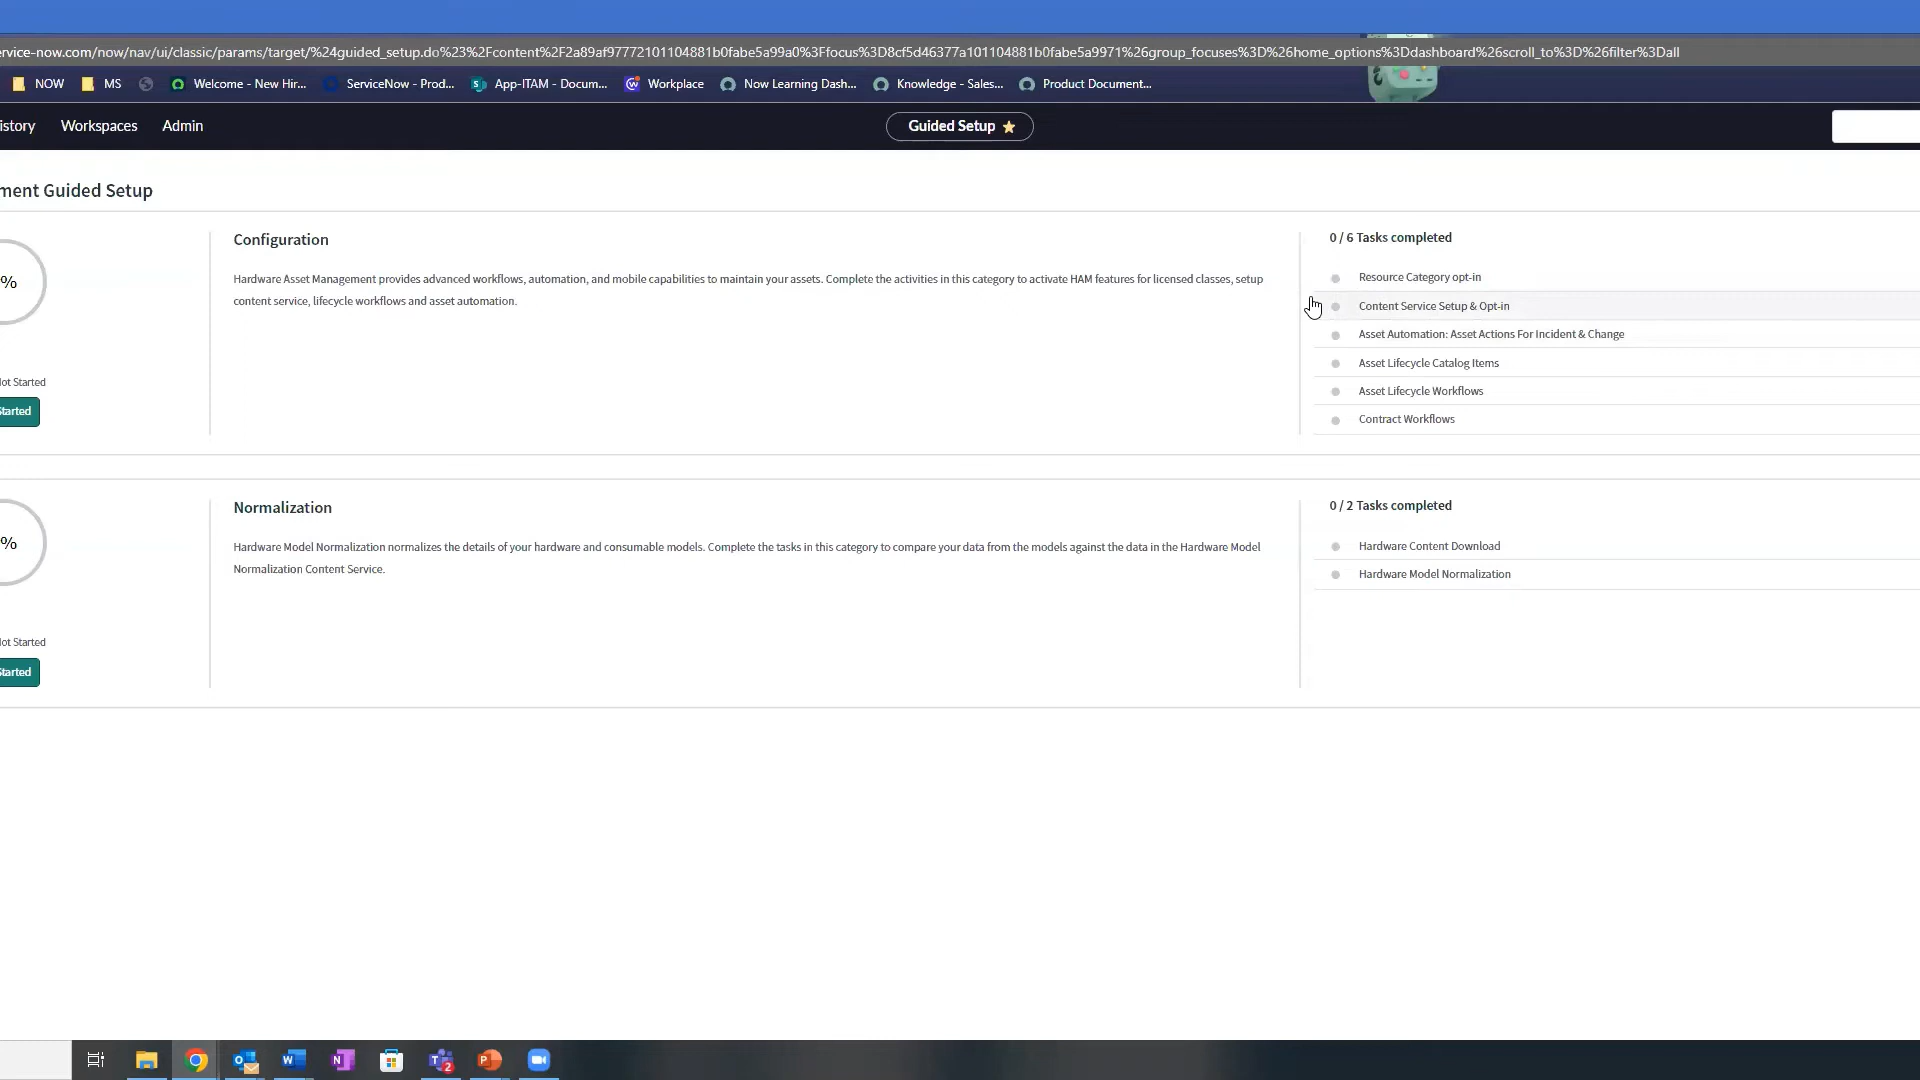 rvice-now.com/now/nav/ui/classic/params/target/%24guided_setup.do%23%2Fcontent%2F2a89af97772101104881b0fabe5a99a0%3Ffocus%3D8cf5d46377a101104881b0fabe5a9971%26group_focuses%3D%26home_options%3Ddashboard%26scroll_to%3D%26filter%3Dall
NOW MS Welcome - New Hir... ServiceNow - Prod... App-ITAM - Docum... Workplace Now Learning Dash... Knowledge - Sales... Product Document...
istory Workspaces Admin Guided Setup
ment Guided Setup
Configuration
0 / 6 Tasks completed
%
Hardware Asset Management provides advanced workflows, automation, and mobile capabilities to maintain your assets. Complete the activities in this category to activate HAM features for licensed classes, setup
content service, lifecycle workflows and asset automation.
Resource Category opt-in
Content Service Setup & Opt-in
Asset Automation: Asset Actions For Incident & Change
Asset Lifecycle Catalog Items
Asset Lifecycle Workflows
Contract Workflows
ot Started
Started
Normalization
0 / 2 Tasks completed
%
Hardware Model Normalization normalizes the details of your hardware and consumable models. Complete the tasks in this category to compare your data from the models against the data in the Hardware Model
Normalization Content Service.
Hardware Content Download
Hardware Model Normalization
ot Started
Started
2